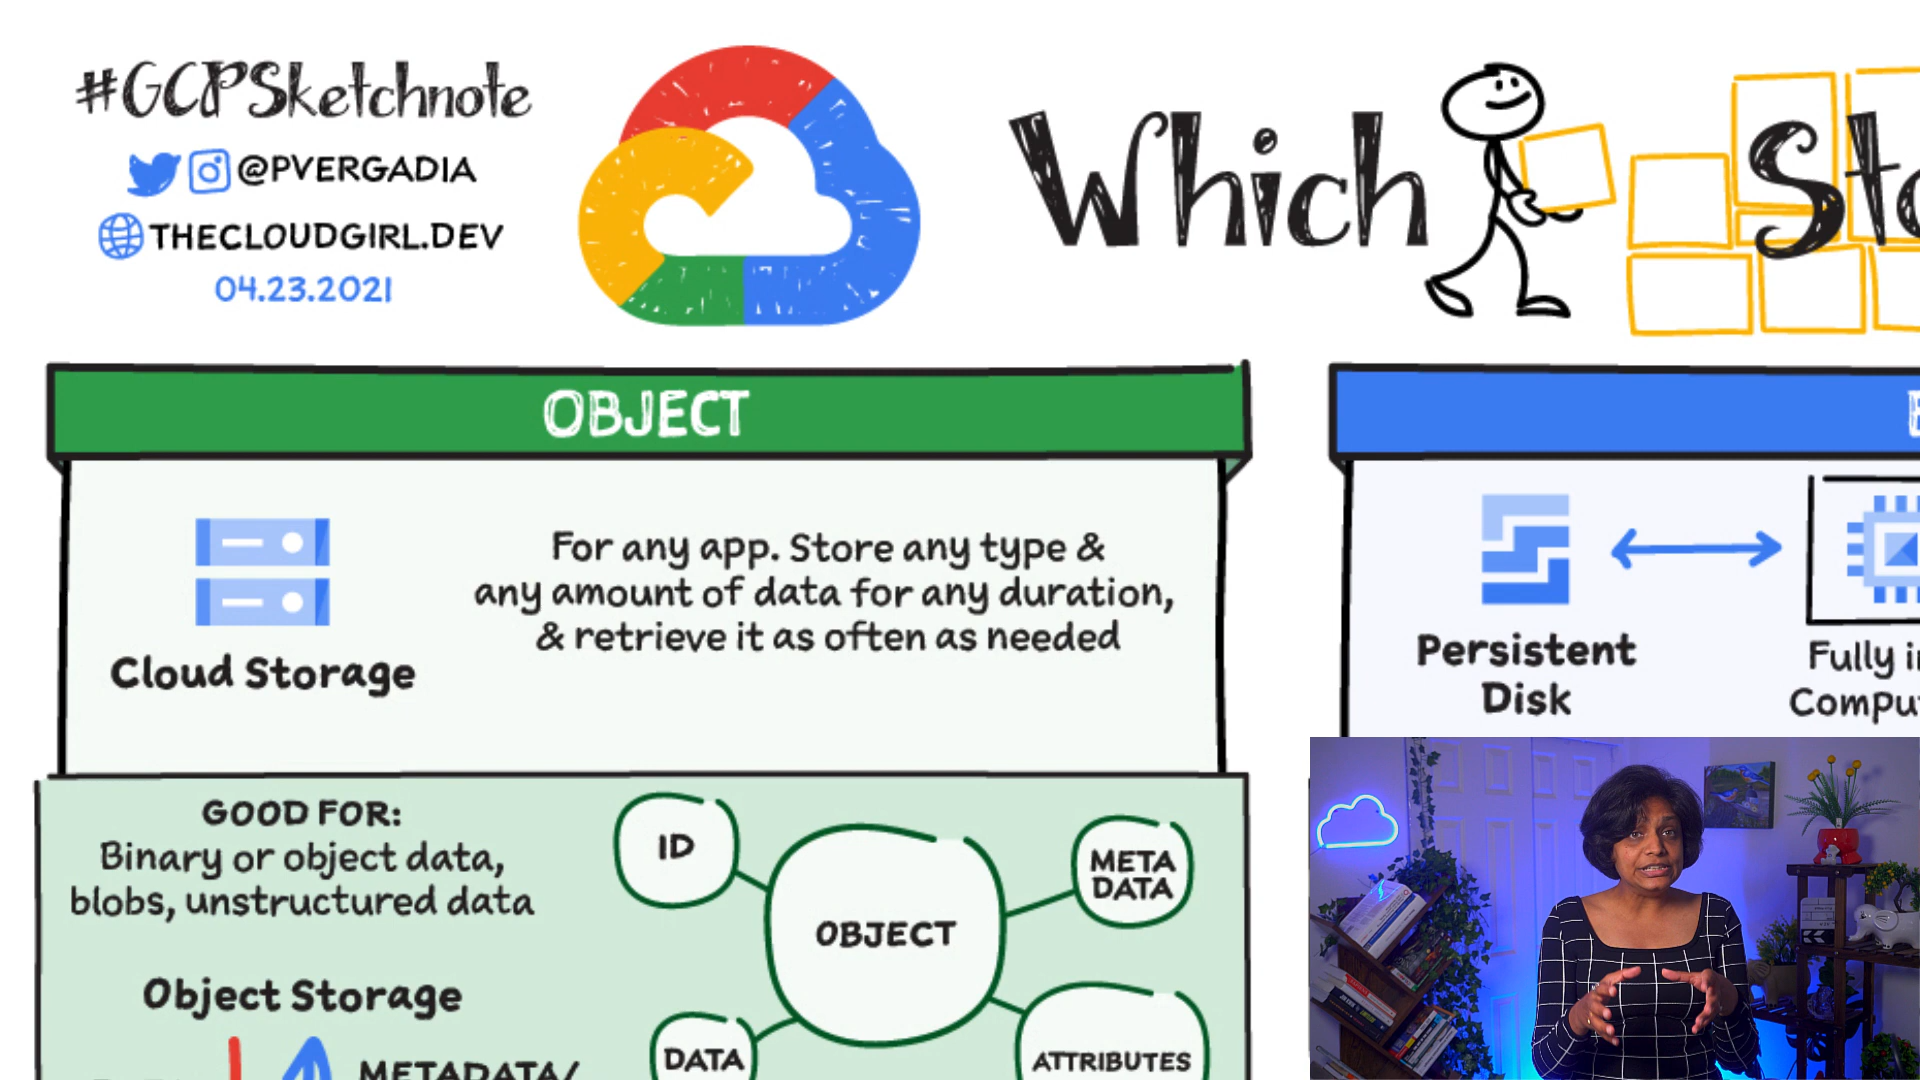 #GCPSketchnote
@PVERGADIA
THECLOUDGIRL.DEV
04.23.2021
Which
OBJECT
Cloud Storage
For any app. Store any type &
any amount of data for any duration,
& retrieve it as often as needed
Persistent
Disk
Fully
GOOD FOR:
Binary or object data,
blobs, unstructured data
Object Storage
METADATA/
ID
OBJECT
META
DATA
DATA
ATTRIBUTES